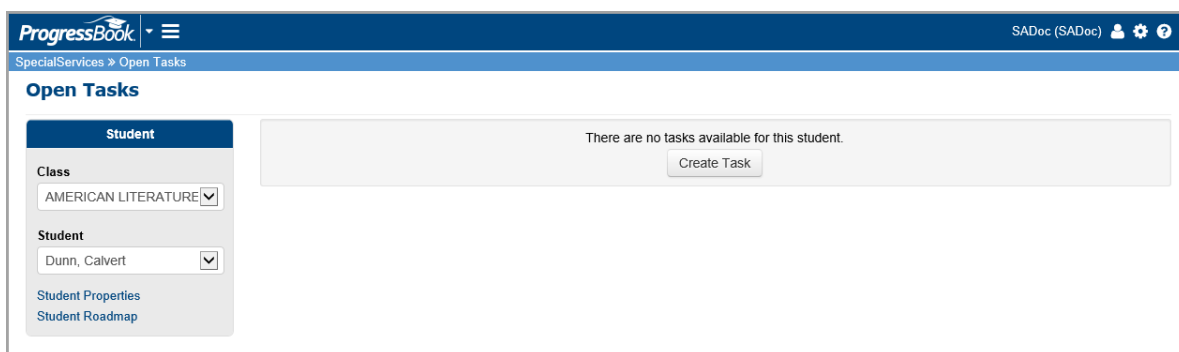 ProgressBook
SADoc (SADoc)
SpecialServices » Open Tasks
Open Tasks
Student
Class
AMERICAN LITERATURE
Student
Dunn, Calvert
Student Properties
Student Roadmap
There are no tasks available for this student.
Create Task